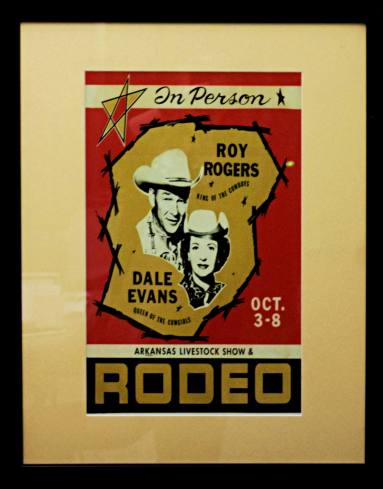 In Person
ROY
ROGERS
KING OF THE COWBOYS
DALE
EVANS
QUEEN OF THE COWGIRLS
OCT.
3-8
ARKANSAS LIVESTOCK SHOW &
RODEO